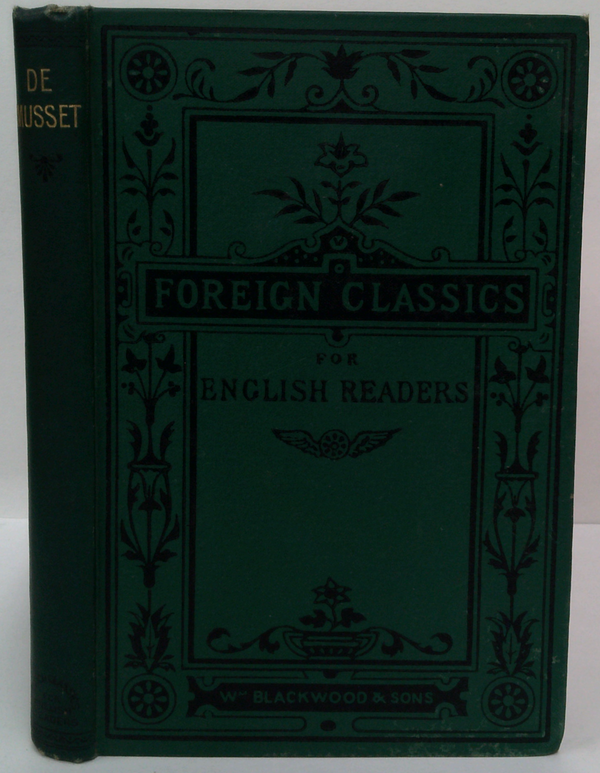 DE
MUSSET
FOREIGN CLASSICS
FOR
ENGLISH READERS
Wm BLACKWOOD & SONS